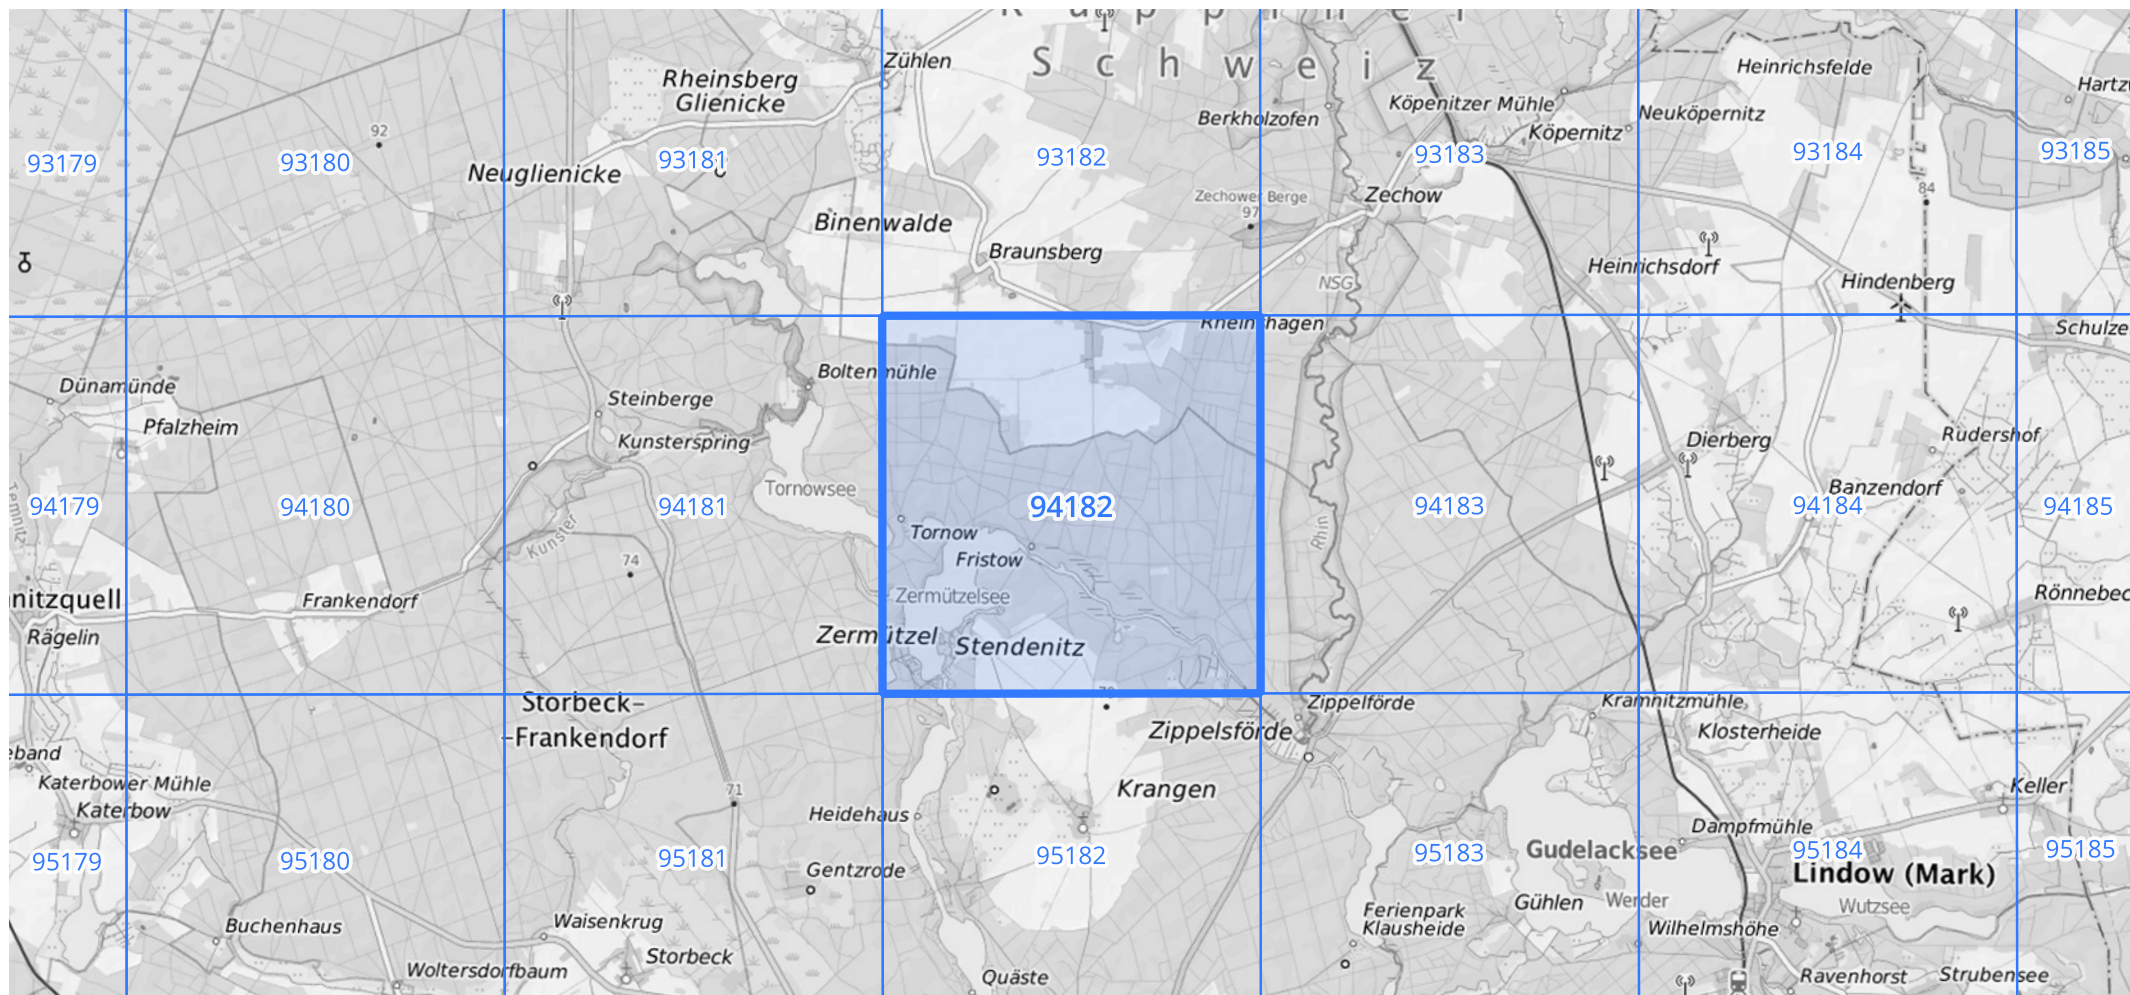 S c h w e i z
Zühlen
Rheinsberg
Glienicke
Heinrichsfelde
Berkholzofen
Köpenitzer Mühle
Köpernitz
Neuköpernitz
92
93179
93180
93181
93182
93183
93184
93185
Neuglienicke
Binenwalde
Braunsberg
Zechower Berge
97
Zechow
84
NSG
Heinrichsdorf
Hindenberg
Boltenmühle
Dünamünde
Pfalzheim
Steinberge
Kunsterspring
Dierberg
Rudershof
Tornowsee
Banzendorf
94179
94180
94181
94182
94183
94184
94185
Temnitz
Kunster
Tornow
Fristow
Rhin
74
Zermützelsee
nitzquell
Frankendorf
Rägelin
Zermützel
Stendenitz
Storbeck-
-Frankendorf
Zippelsförde
Zippelförde
Kramnitzmühle
Klosterheide
Katerbower Mühle
Katerbow
71
Krangen
Keller
Heidehaus
Dampfmühle
95179
95180
95181
95182
95183
95184
95185
Gudelacksee
Gentzrode
Lindow (Mark)
Gühlen
Werder
Wutzsee
Ferienpark
Klausheide
Buchenhaus
Waisenkrug
Wilhelmshöhe
Storbeck
Woltersdorfbaum
Quäste
Ravenhorst
Strubensee